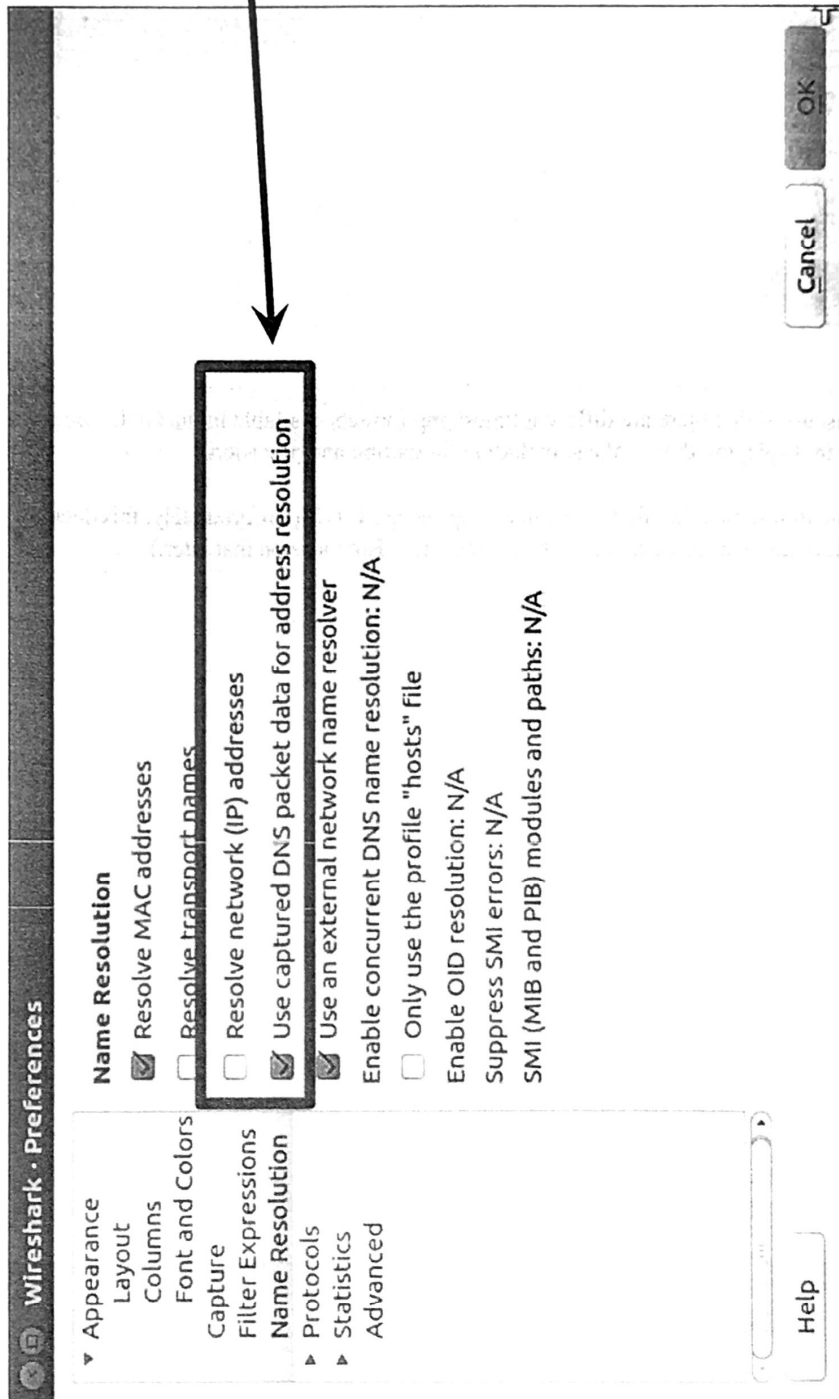 Wireshark · Preferences
Appearance
Layout
Columns
Font and Colors
Capture
Filter Expressions
Name Resolution
Protocols
Statistics
Advanced
Name Resolution
Resolve MAC addresses
Resolve transport names
Resolve network (IP) addresses
Use captured DNS packet data for address resolution
Use an external network name resolver
Enable concurrent DNS name resolution: N/A
Only use the profile "hosts" file
Enable OID resolution: N/A
Suppress SMI errors: N/A
SMI (MIB and PIB) modules and paths: N/A
Help
Cancel
OK